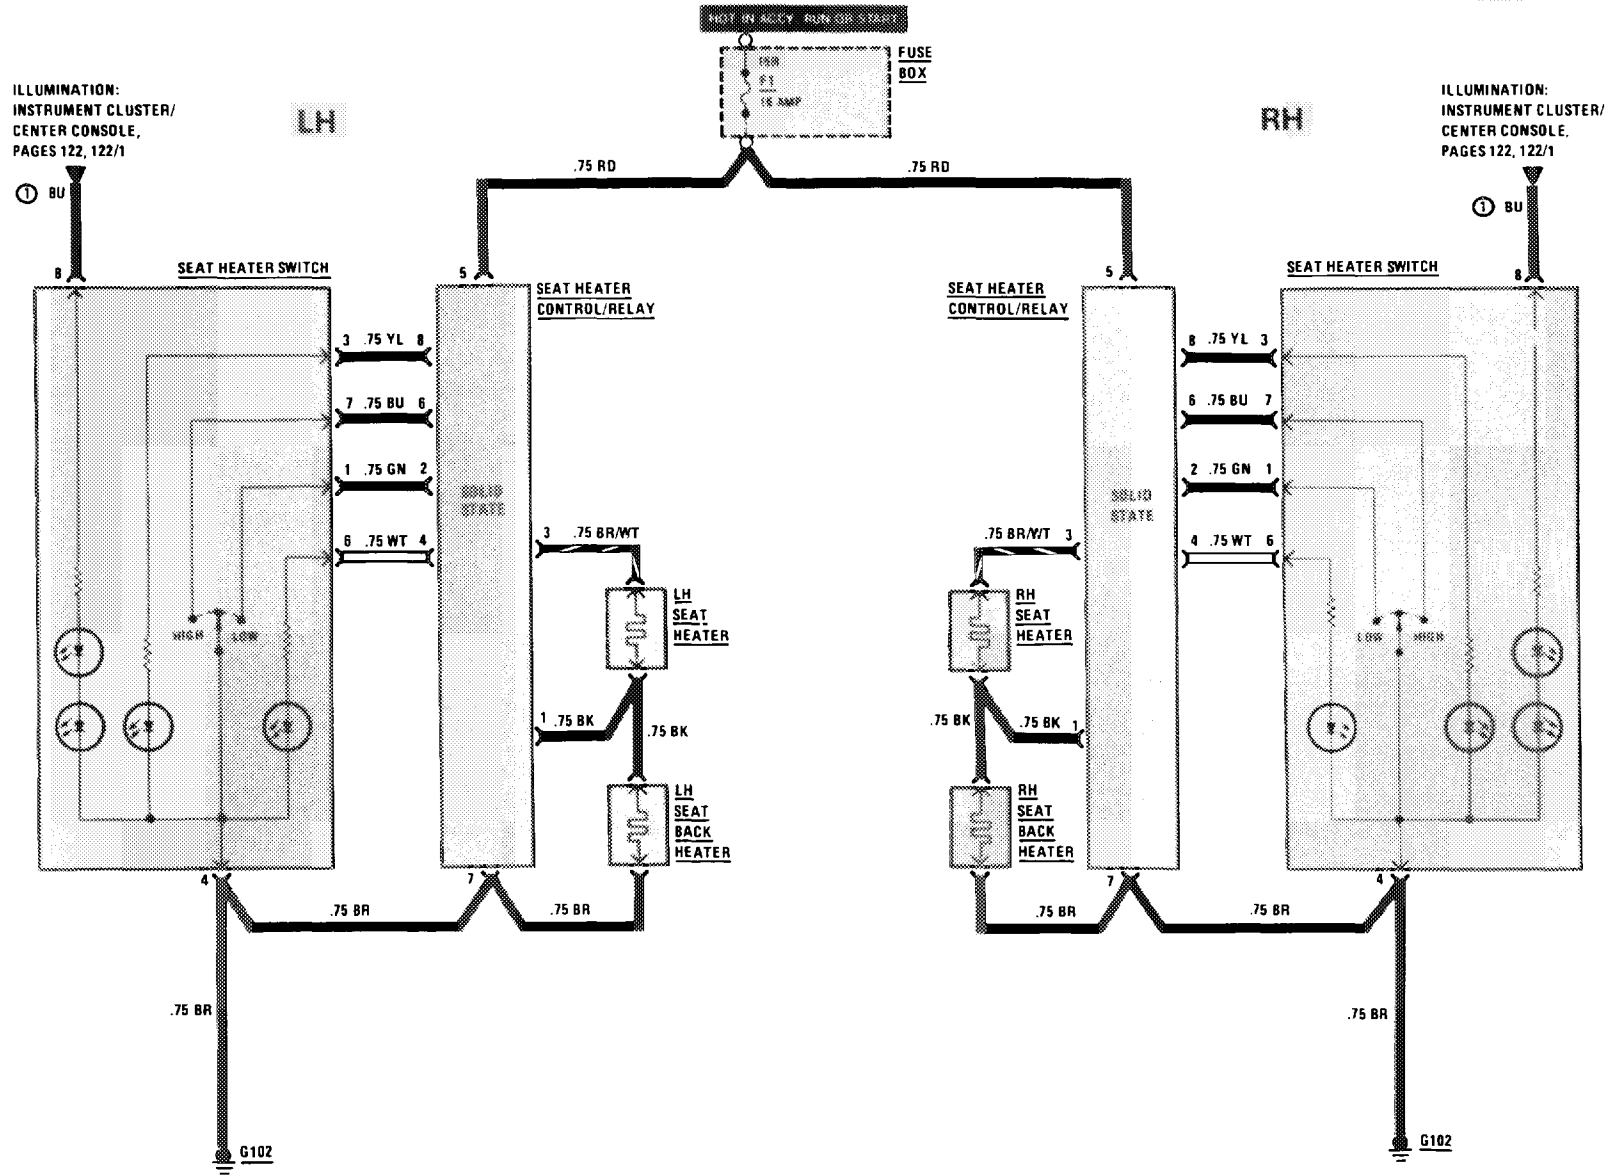 HOT IN ACCY, RUN OR START
FUSE
BOX
F1
16 AMP
ILLUMINATION:
INSTRUMENT CLUSTER/
CENTER CONSOLE,
PAGES 122, 122/1
LH
RH
ILLUMINATION:
INSTRUMENT CLUSTER/
CENTER CONSOLE,
PAGES 122, 122/1
.75 RD
.75 RD
1 BU
1 BU
8
SEAT HEATER SWITCH
5
SEAT HEATER
CONTROL/RELAY
SEAT HEATER
CONTROL/RELAY
5
SEAT HEATER SWITCH
8
3 .75 YL 8
8 .75 YL 3
7 .75 BU 6
6 .75 BU 7
1 .75 GN 2
2 .75 GN 1
SOLID
STATE
SOLID
STATE
6 .75 WT 4
3 .75 BR/WT
.75 BR/WT 3
4 .75 WT 6
LH
SEAT
HEATER
RH
SEAT
HEATER
HIGH LOW
LOW HIGH
1 .75 BK
.75 BK
.75 BK
.75 BK 1
LH
SEAT
BACK
HEATER
RH
SEAT
BACK
HEATER
4
7
7
4
.75 BR
.75 BR
.75 BR
.75 BR
.75 BR
.75 BR
G102
G102